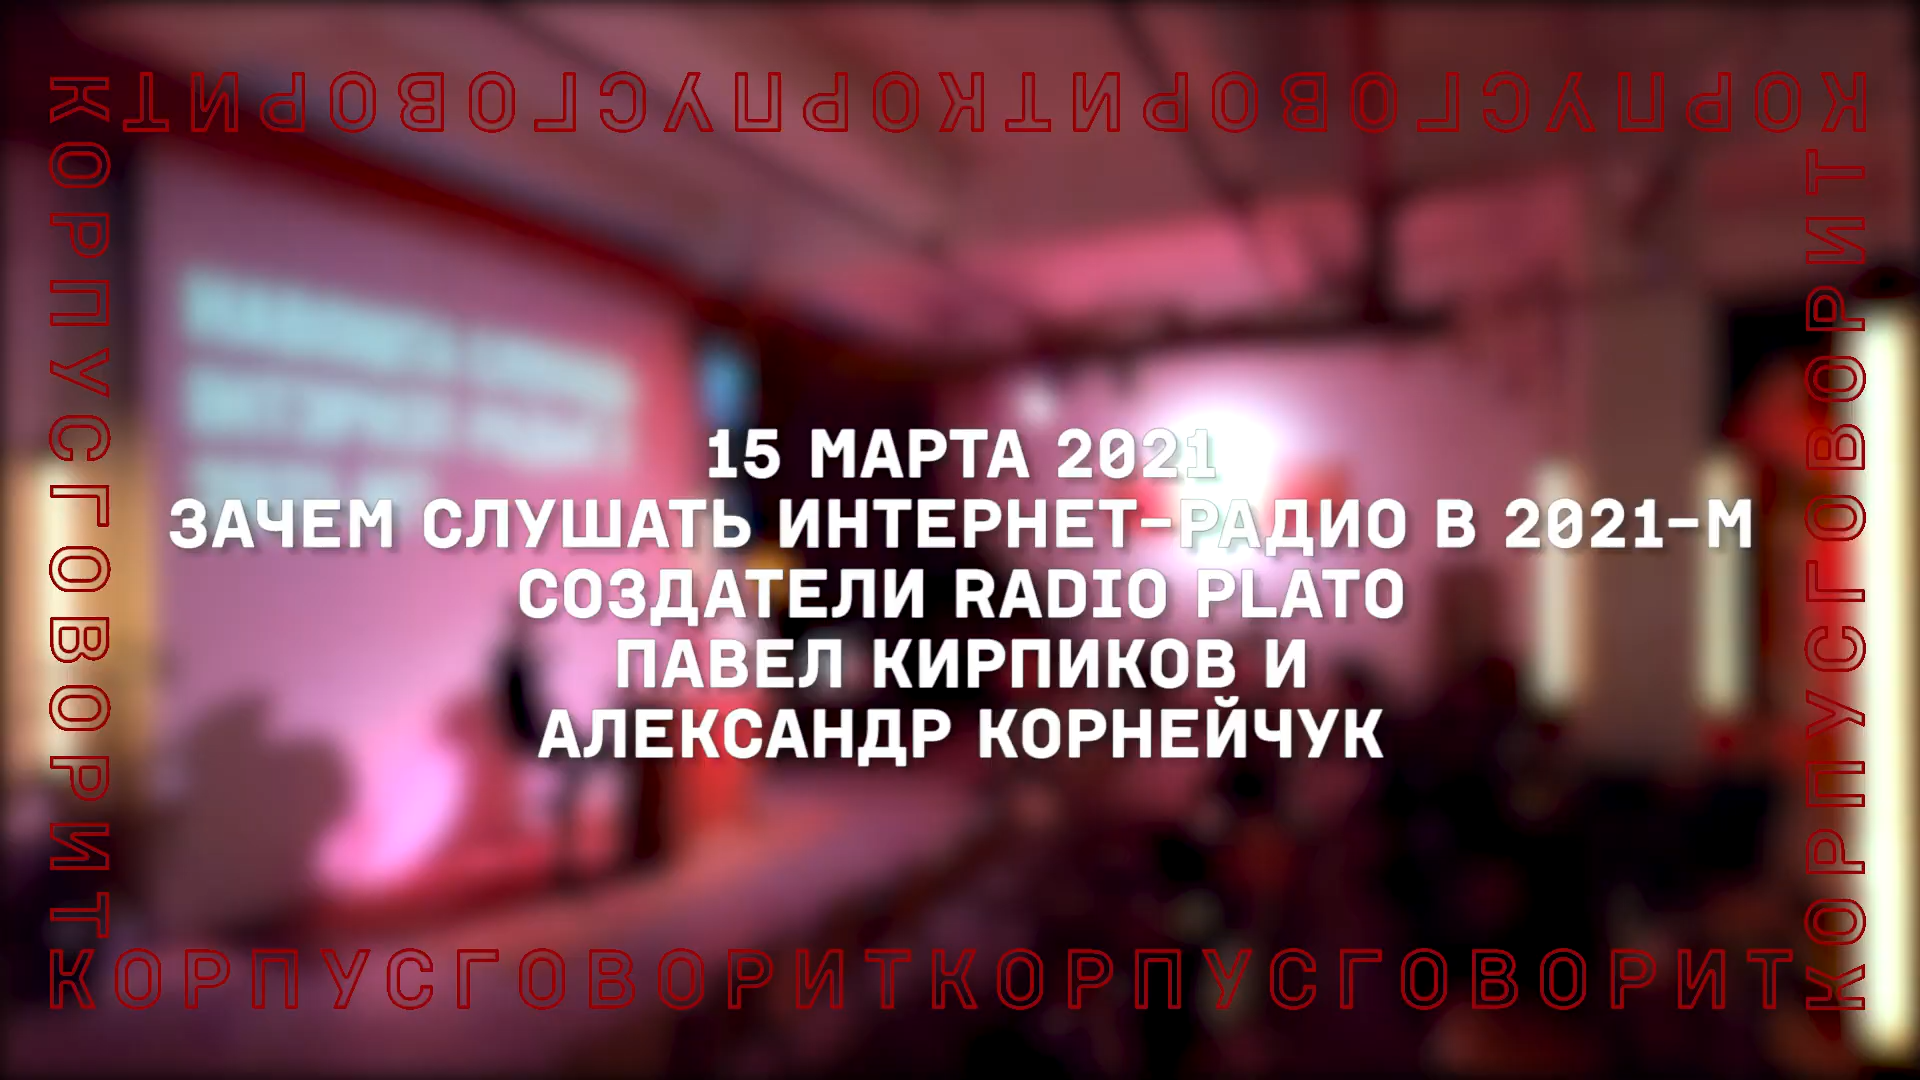 КОРПУСГОВОРИТКОРПУСГОВОРИТ
КОРПУСГОВОРИТ
КОРПУСГОВОРИТ
15 МАРТА 2021
ЗАЧЕМ СЛУШАТЬ ИНТЕРНЕТ-РАДИО В 2021-М
СОЗДАТЕЛИ RADIO PLATO
ПАВЕЛ КИРПИКОВ И
АЛЕКСАНДР КОРНЕЙЧУК
КОРПУСГОВОРИТКОРПУСГОВОРИТ